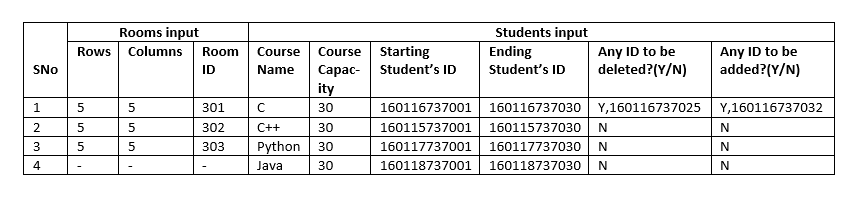 Rooms input Students input
SNo Rows Columns Room ID Course Name Course Capac-ity Starting Student's ID Ending Student's ID Any ID to be deleted?(Y/N) Any ID to be added?(Y/N)
1 5 5 301 C 30 160116737001 160116737030 Y,160116737025 Y,160116737032
2 5 5 302 C++ 30 160115737001 160115737030 N N
3 5 5 303 Python 30 160117737001 160117737030 N N
4 - - - Java 30 160118737001 160118737030 N N